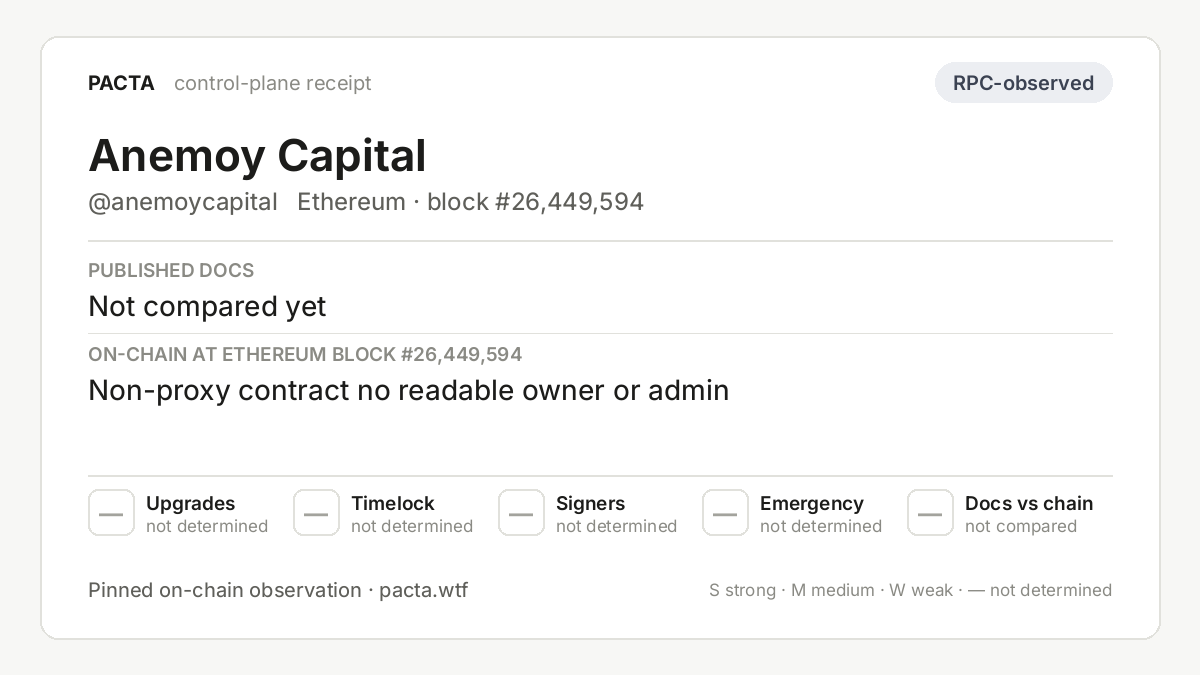 PACTA control-plane receipt RPC-observed
Anemoy Capital
@anemoycapital Ethereum · block #26,449,594
PUBLISHED DOCS
Not compared yet
ON-CHAIN AT ETHEREUM BLOCK #26,449,594
Non-proxy contract no readable owner or admin
— Upgrades — Timelock — Signers — Emergency — Docs vs chain
not determined not determined not determined not determined not compared
Pinned on-chain observation · pacta.wtf S strong · M medium · W weak · — not determined